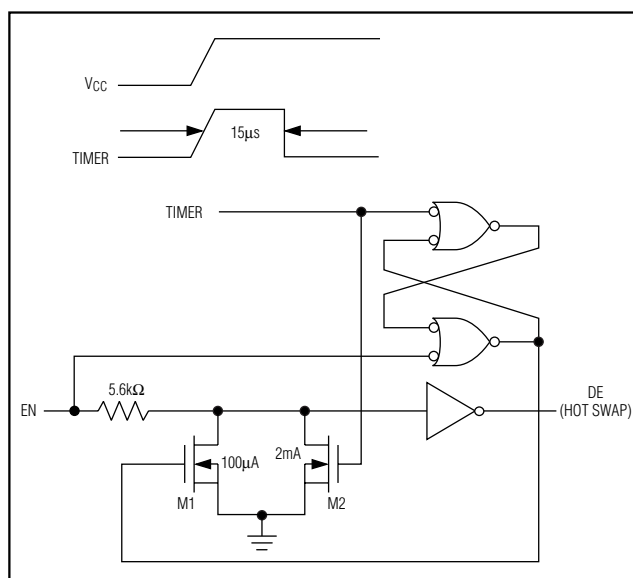 VCC
15µs
TIMER
TIMER
5.6kΩ
EN
DE
(HOT SWAP)
100µA
2mA
M1
M2